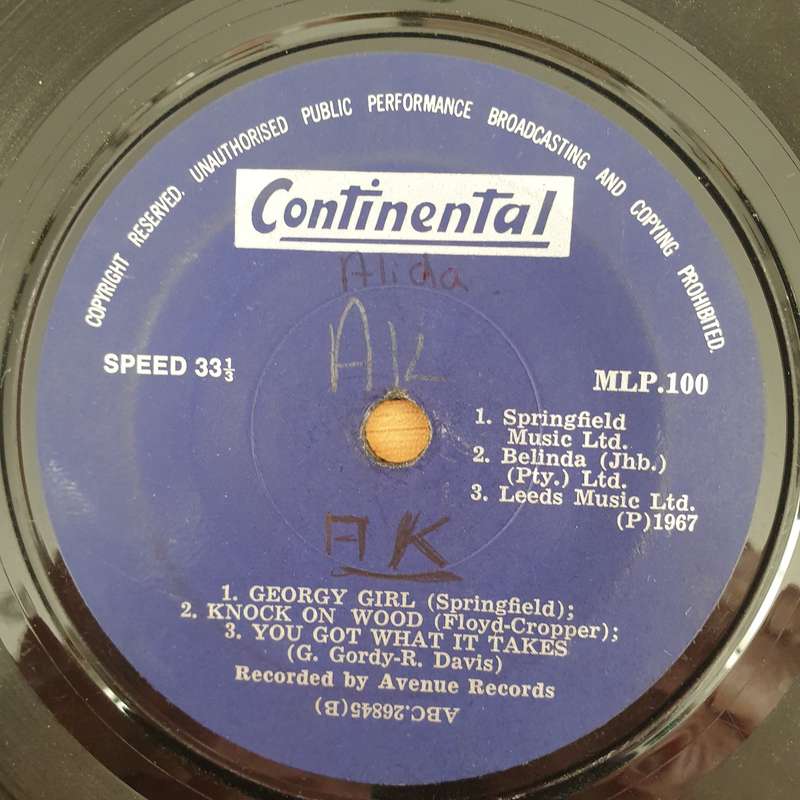 COPYRIGHT RESERVED. UNAUTHORISED PUBLIC PERFORMANCE BROADCASTING AND COPYING PROHIBITED.
Continental
Alida
AK
SPEED 33⅓
MLP.100
1. Springfield
Music Ltd.
2. Belinda (Jhb.)
(Pty.) Ltd.
3. Leeds Music Ltd.
(P)1967
AK
1. GEORGY GIRL (Springfield);
2. KNOCK ON WOOD (Floyd-Cropper);
3. YOU GOT WHAT IT TAKES
(G. Gordy-R. Davis)
Recorded by Avenue Records
ABC.26845(B)